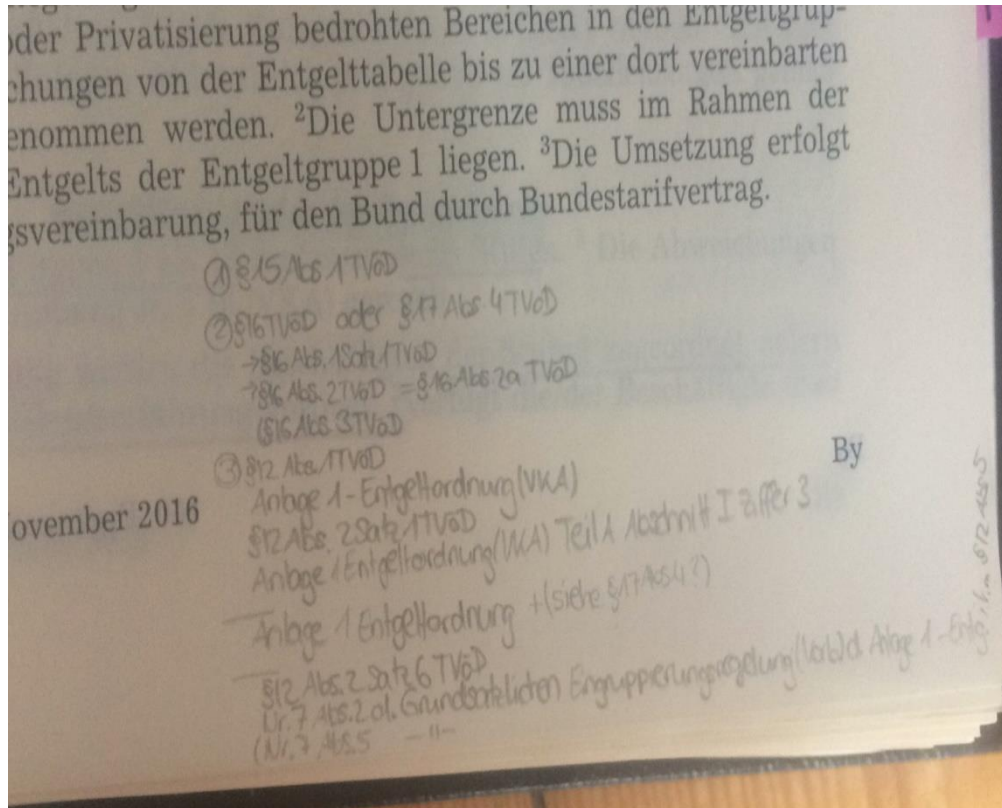 oder Privatisierung bedrohten Bereichen in den Entgeltgrup-
chungen von der Entgelttabelle bis zu einer dort vereinbarten
enommen werden. ²Die Untergrenze muss im Rahmen der
Entgelts der Entgeltgruppe 1 liegen. ³Die Umsetzung erfolgt
gsvereinbarung, für den Bund durch Bundestarifvertrag.
① §15 Abs 1 TVöD
② §16 TVöD oder §17 Abs 4 TVöD
→ §16 Abs. 1 Satz 1 TVöD
→ §16 Abs. 2 TVöD = §16 Abs 2a TVöD
(§16 Abs 3 TVöD
③ §12 Abs. 1 TVöD
By
Anlage 1 - Entgeltordnung (VKA)
ovember 2016
§12 Abs. 2 Satz 1 TVöD
Anlage 1 Entgeltordnung (VKA) Teil A Abschnitt I Ziffer 3
Anlage 1 Entgeltordnung + (siehe §17 Abs 4?)
§12 Abs. 2 Satz 6 TVöD
Nr. 7 Abs. 2 d. Grundsätzlichen Eingruppierungsregelung (Vorb.) d. Anlage 1 - Entg
(Nr. 7 Abs. 5 -"-